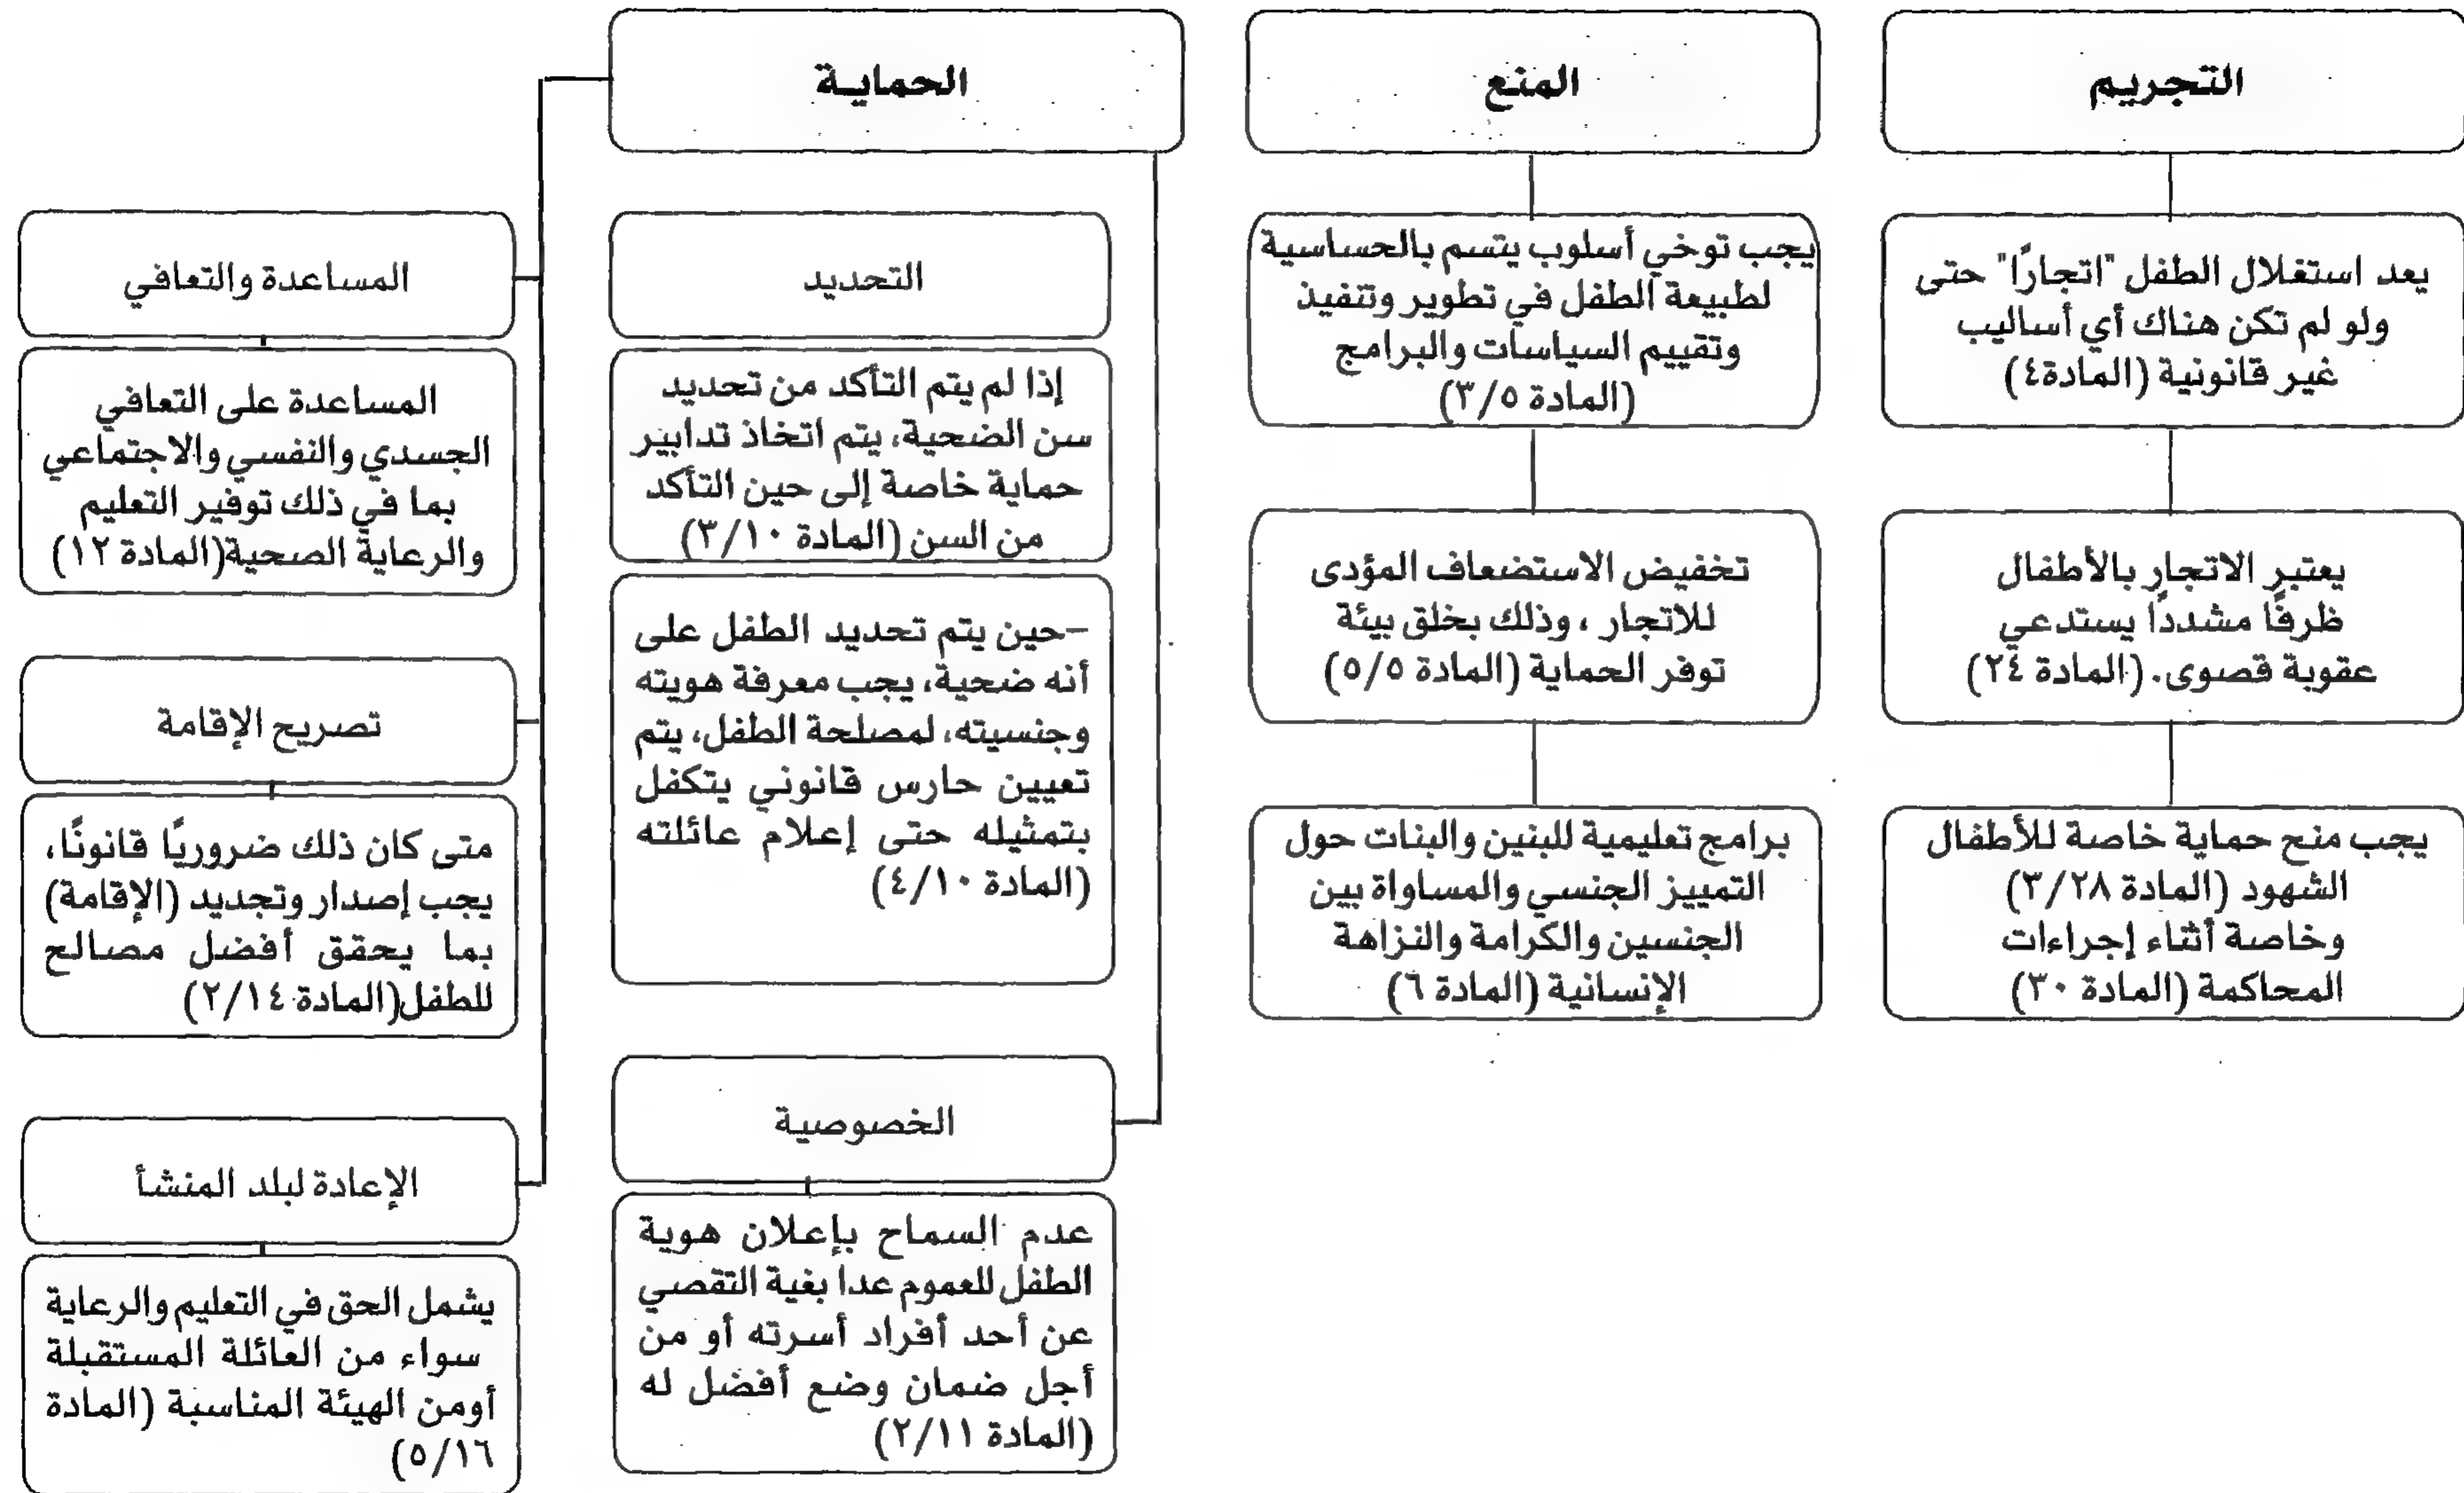 التجريم
يعد استغلال الطفل "اتجارًا" حتى
ولو لم تكن هناك أي أساليب
غير قانونية (المادة٤)
يعتبر الاتجار بالأطفال
ظرفًا مشددًا يستدعي
عقوبة قصوى. (المادة ٢٤)
يجب منح حماية خاصة للأطفال
الشهود (المادة ٣/٢٨)
وخاصة أثناء إجراءات
المحاكمة (المادة ٣٠)
المنع
يجب توخي أسلوب يتسم بالحساسية
لطبيعة الطفل في تطوير وتنفيذ
وتقييم السياسات والبرامج
(المادة ٣/٥)
تخفيض الاستضعاف المؤدى
للاتجار ، وذلك بخلق بيئة
توفر الحماية (المادة ٥/٥)
برامج تعليمية للبنين والبنات حول
التمييز الجنسي والمساواة بين
الجنسين والكرامة والنزاهة
الإنسانية (المادة ٦)
الحمايـة
التحديد
إذا لم يتم التأكد من تحديد
سن الضحية، يتم اتخاذ تدابير
حماية خاصة إلى حين التأكد
من السن (المادة ٣/١٠)
-حين يتم تحديد الطفل على
أنه ضحية، يجب معرفة هويته
وجنسيته، لمصلحة الطفل، يتم
تعيين حارس قانوني يتكفل
بتمثيله حتى إعلام عائلته
(المادة ٤/١٠)
الخصوصية
عدم السماح بإعلان هوية
الطفل للعموم عدا بغية التقصي
عن أحد أفراد أسرته أو من
أجل ضمان وضع أفضل له
(المادة ٢/١١)
المساعدة والتعافي
المساعدة على التعافي
الجسدي والنفسي والاجتماعي
بما في ذلك توفير التعليم
والرعاية الصحية(المادة ١٢)
تصريح الإقامة
متى كان ذلك ضروريًا قانونًا،
يجب إصدار وتجديد (الإقامة)
بما يحقق أفضل مصالح
للطفل(المادة ٢/١٤)
الإعادة لبلد المنشأ
يشمل الحق في التعليم والرعاية
سواء من العائلة المستقبلة
أومن الهيئة المناسبة (المادة
٥/١٦)